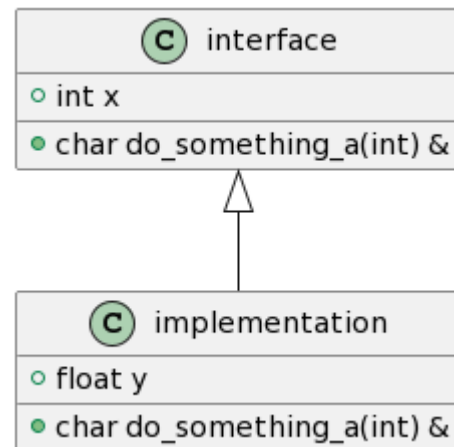 C interface
int x
char do_something_a(int) &
C implementation
float y
char do_something_a(int) &